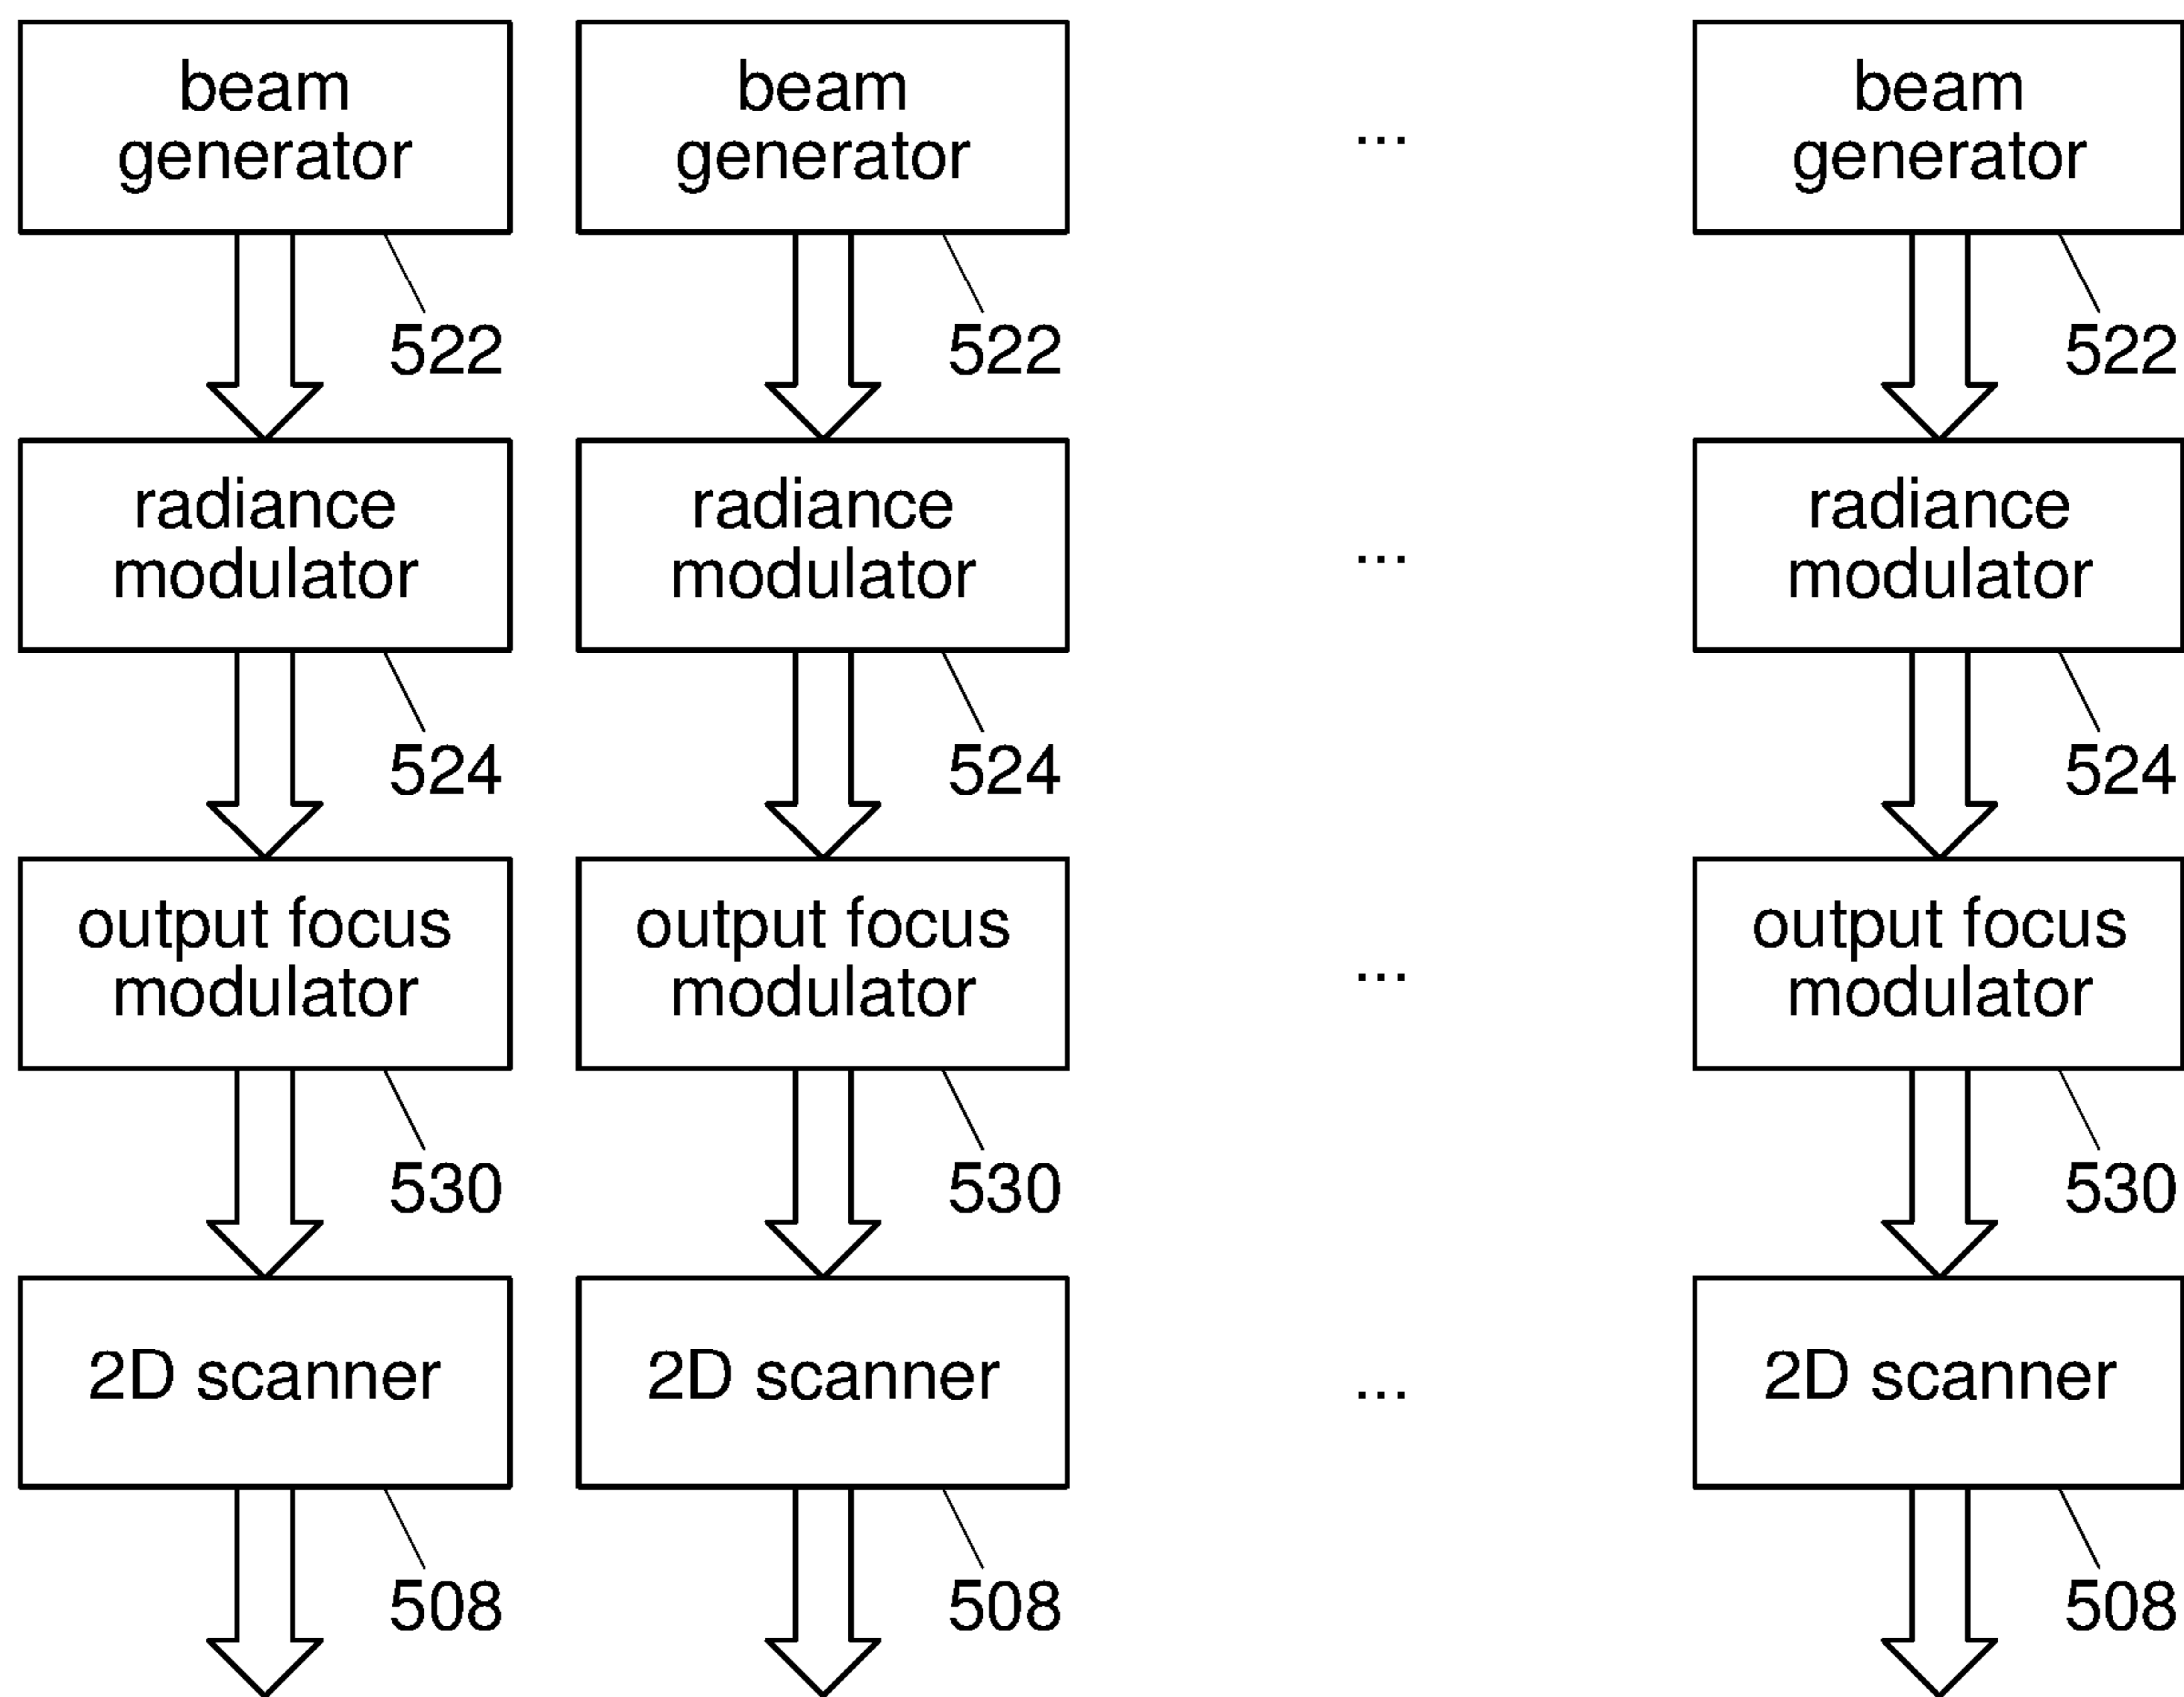 beam
generator
beam
generator
...
beam
generator
522
522
522
radiance
modulator
radiance
modulator
...
radiance
modulator
524
524
524
output focus
modulator
output focus
modulator
...
output focus
modulator
530
530
530
2D scanner
2D scanner
...
2D scanner
508
508
508